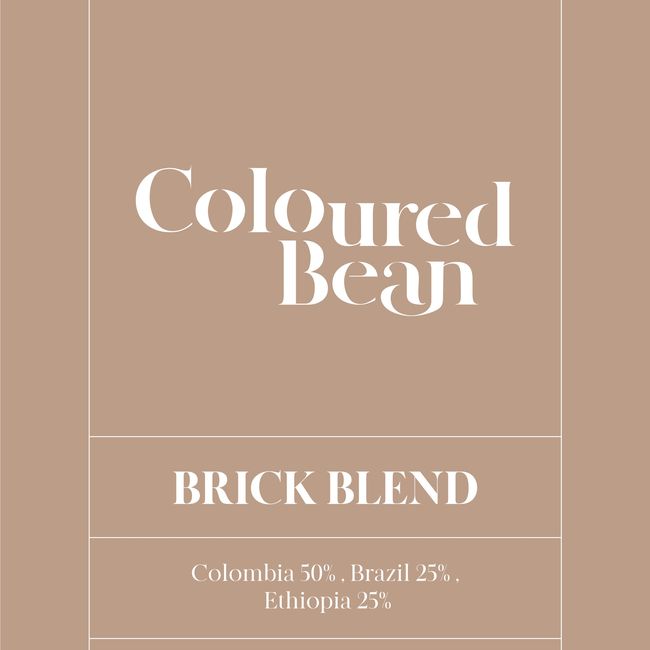 Coloured
Bean
BRICK BLEND
Colombia 50% , Brazil 25% ,
Ethiopia 25%